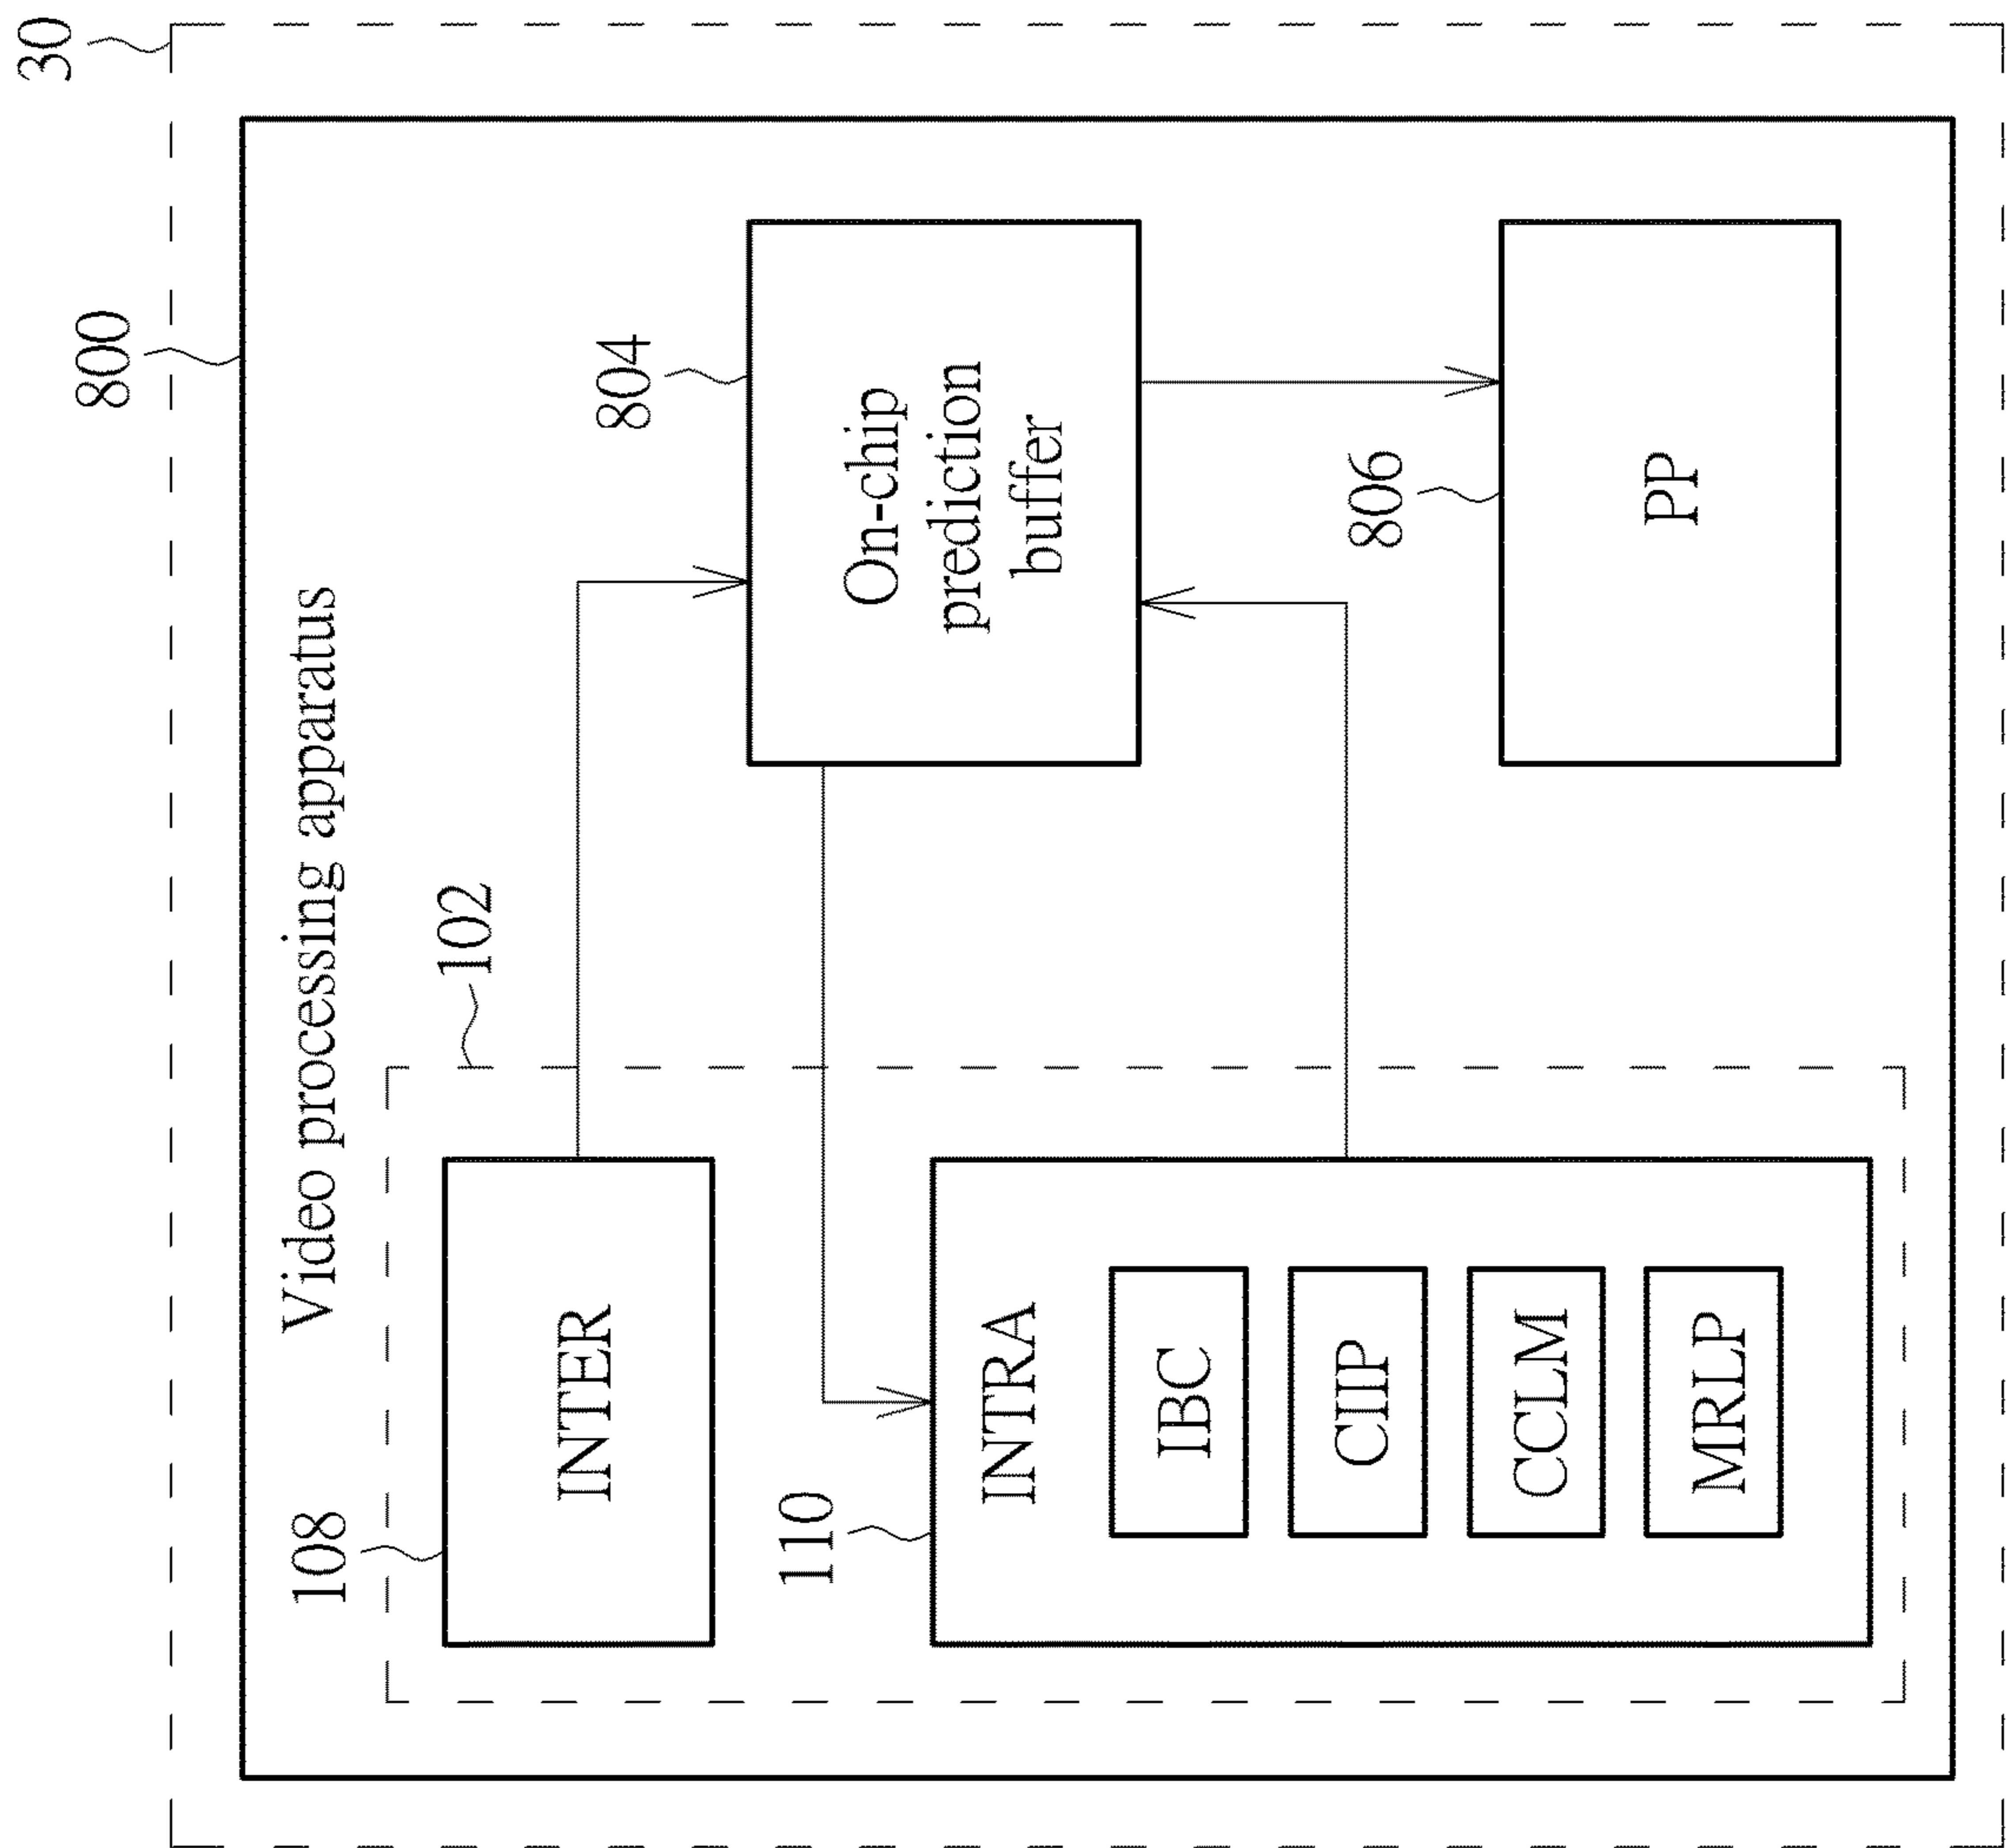 30
800
Video processing apparatus
102
108
INTER
804
On-chip
prediction
buffer
110
INTRA
IBC
CIIP
CCLM
MRLP
806
PP